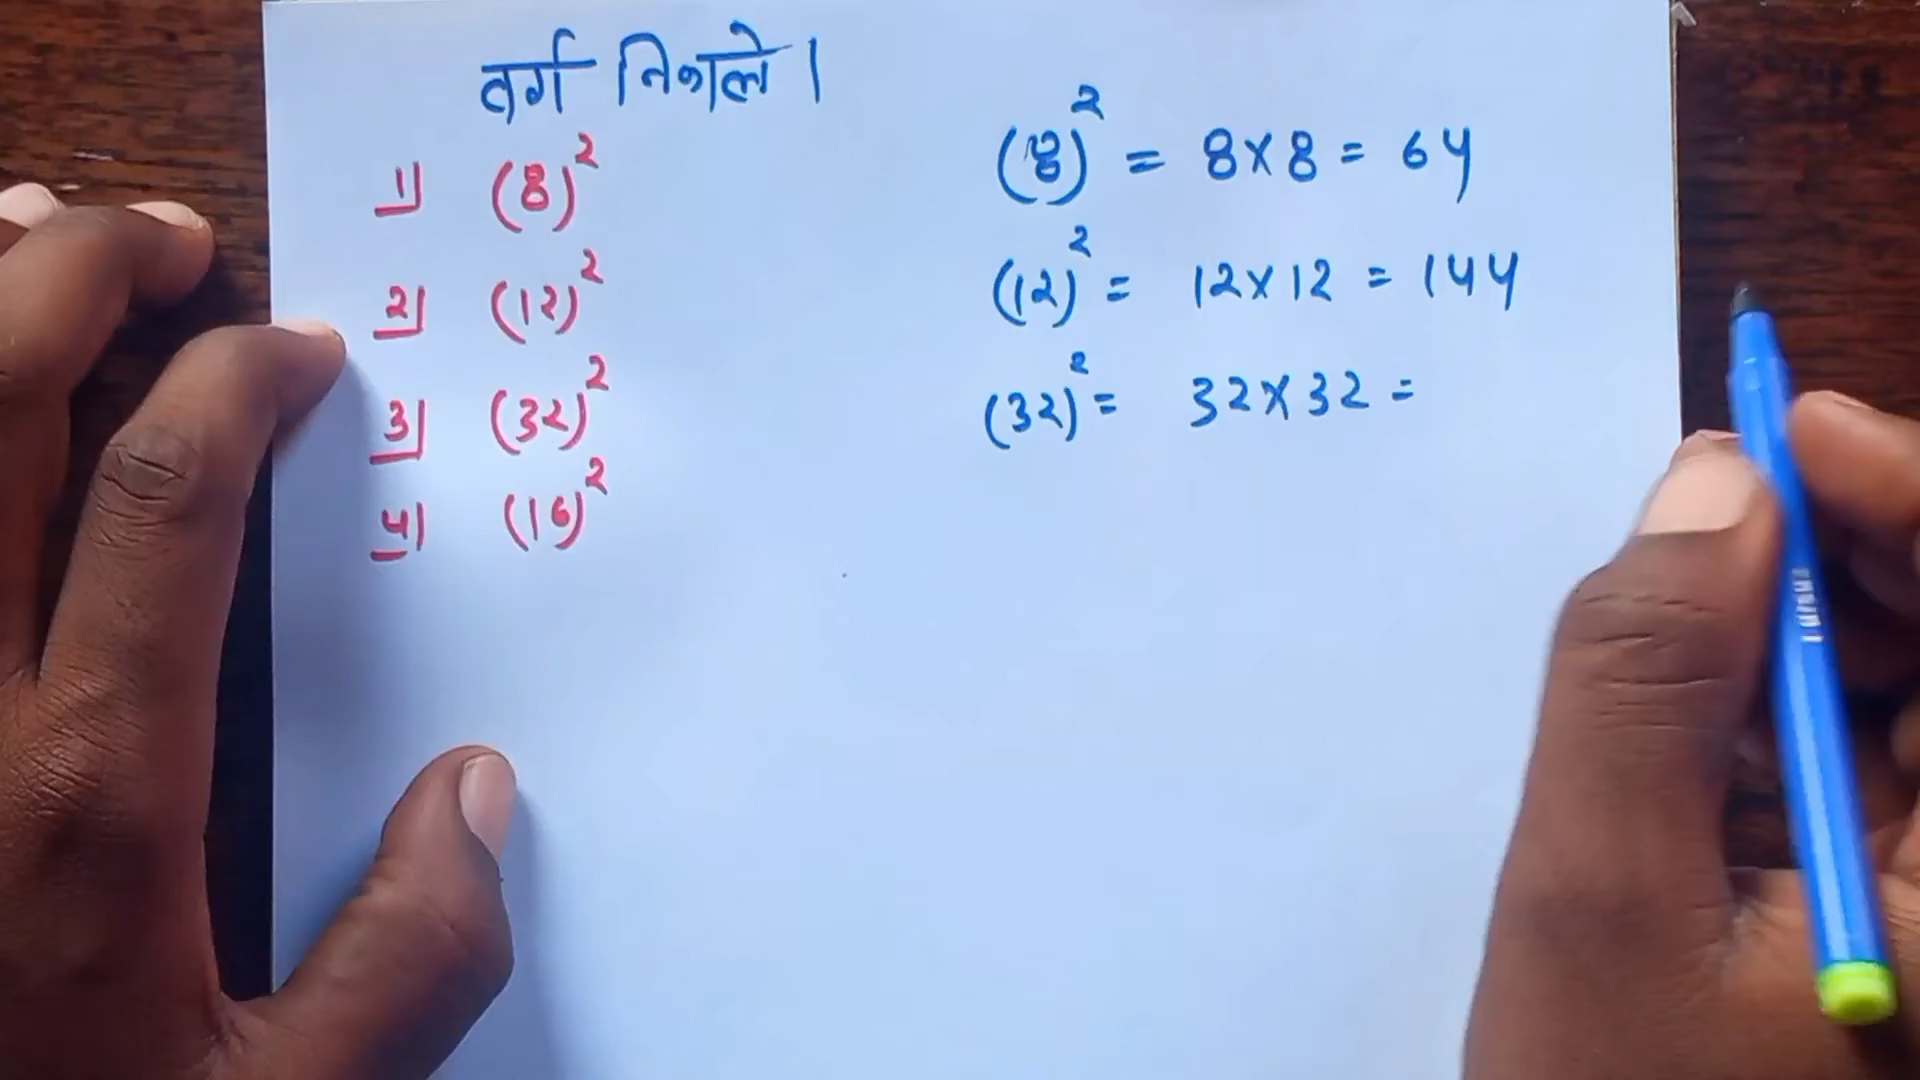 वर्ग निकाले।
1) (8)²
2) (12)²
3) (32)²
4) (16)²
(8)² = 8×8 = 64
(12)² = 12×12 = 144
(32)² = 32×32 =